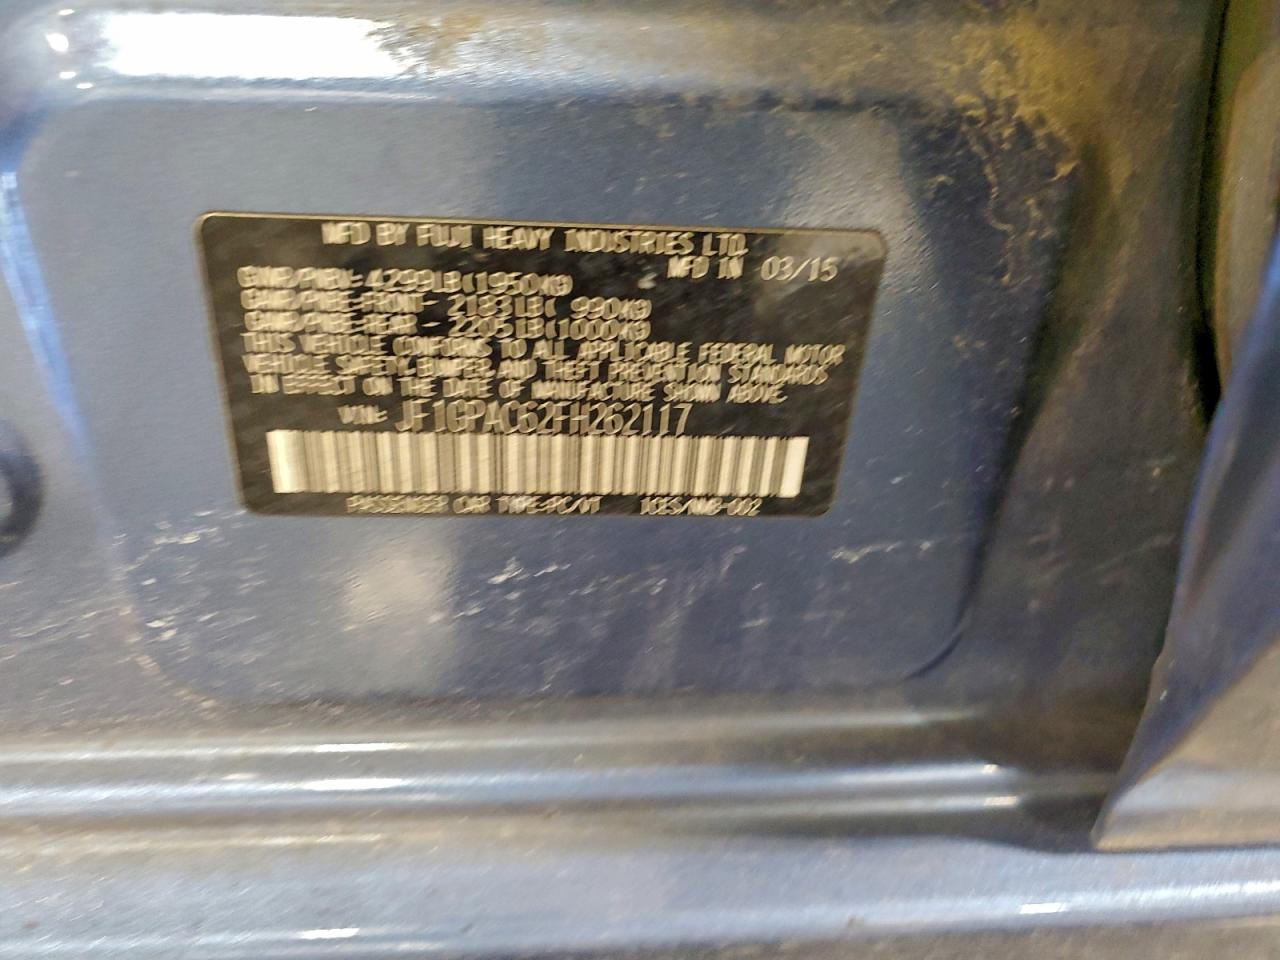 MFD BY FUJI HEAVY INDUSTRIES LTD.
MFD IN 03/15
GVWR/PNBV: 4299LB(1950KG)
GAWR/PNBE-FRONT- 2183LB( 990KG)
GAWR/PNBE-REAR - 2205LB(1000KG)
THIS VEHICLE CONFORMS TO ALL APPLICABLE FEDERAL MOTOR
VEHICLE SAFETY, BUMPER, AND THEFT PREVENTION STANDARDS
IN EFFECT ON THE DATE OF MANUFACTURE SHOWN ABOVE.
VIN: JF1GPAC62FH262117
PASSENGER CAR TYPE:PC/VT